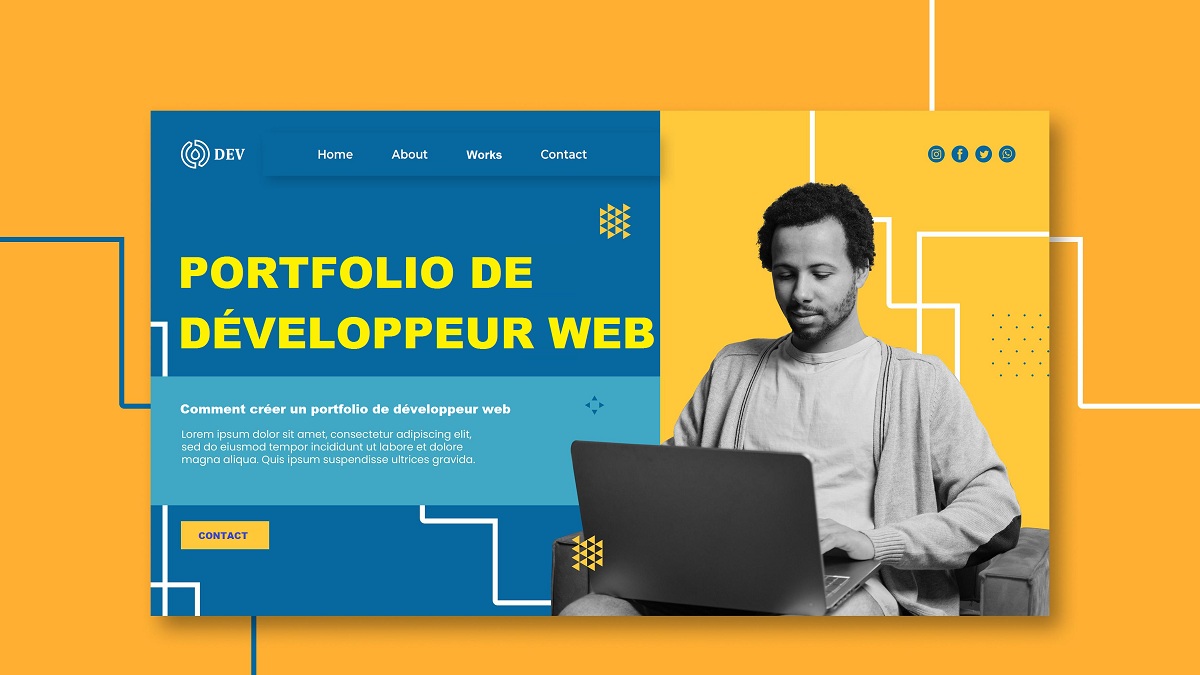 DEV
Home About Works Contact
PORTFOLIO DE
DÉVELOPPEUR WEB
Comment créer un portfolio de développeur web
Lorem ipsum dolor sit amet, consectetur adipiscing elit,
sed do eiusmod tempor incididunt ut labore et dolore
magna aliqua. Quis ipsum suspendisse ultrices gravida.
CONTACT